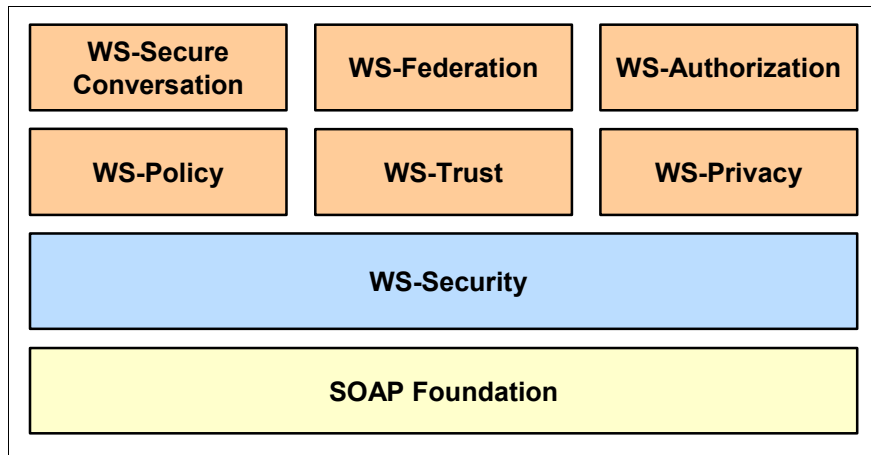 WS-Secure
Conversation
WS-Federation
WS-Authorization
WS-Policy
WS-Trust
WS-Privacy
WS-Security
SOAP Foundation